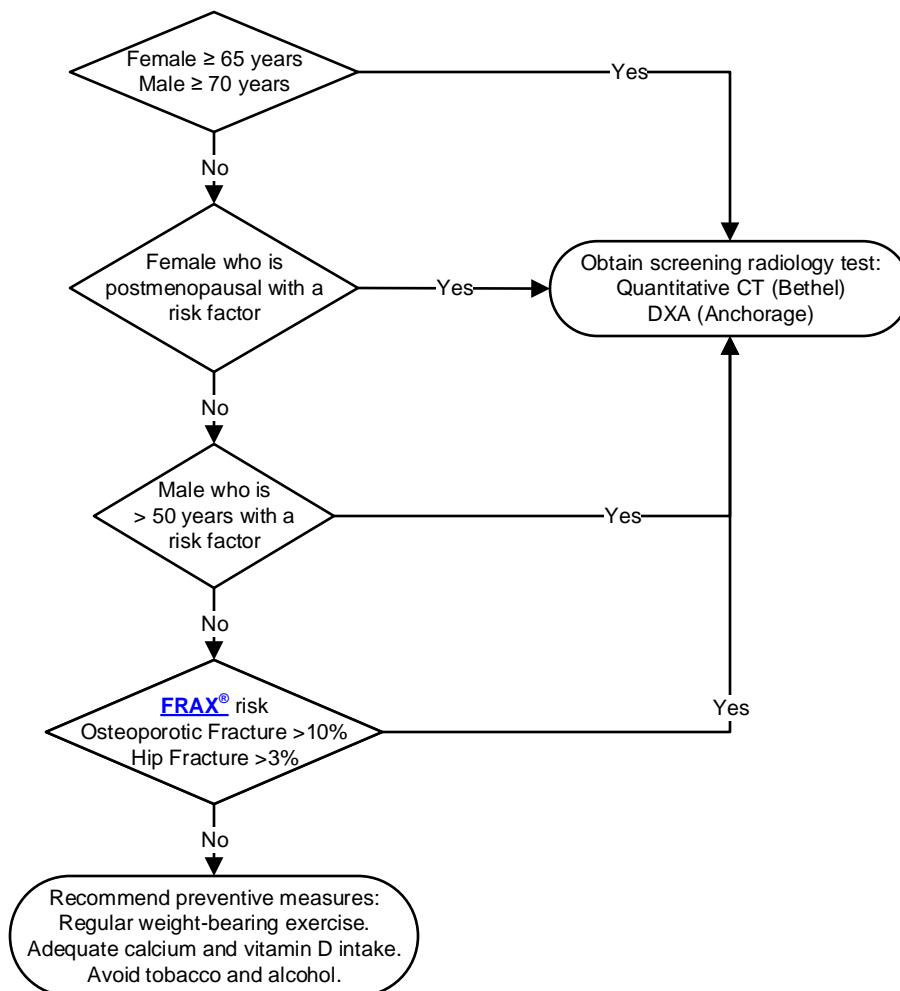 Female ≥ 65 years
Male ≥ 70 years
Yes
No
Female who is
postmenopausal with a
risk factor
Yes
Obtain screening radiology test:
Quantitative CT (Bethel)
DXA (Anchorage)
No
Male who is
> 50 years with a
risk factor
Yes
No
FRAX® risk
Osteoporotic Fracture >10%
Hip Fracture >3%
Yes
No
Recommend preventive measures:
Regular weight-bearing exercise.
Adequate calcium and vitamin D intake.
Avoid tobacco and alcohol.